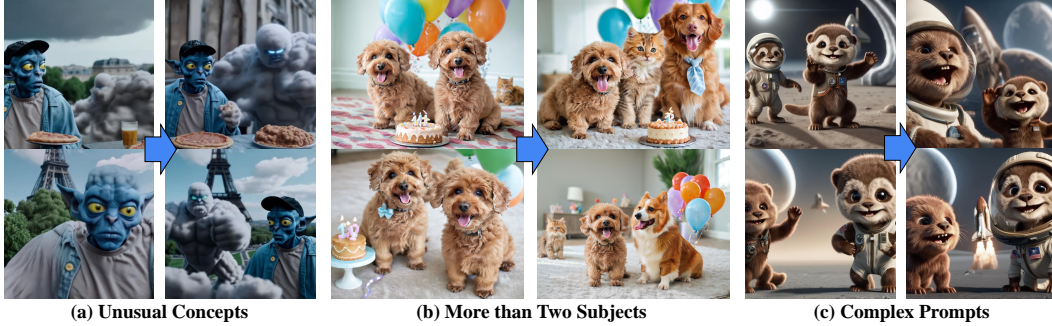 (a) Unusual Concepts
(b) More than Two Subjects
(c) Complex Prompts